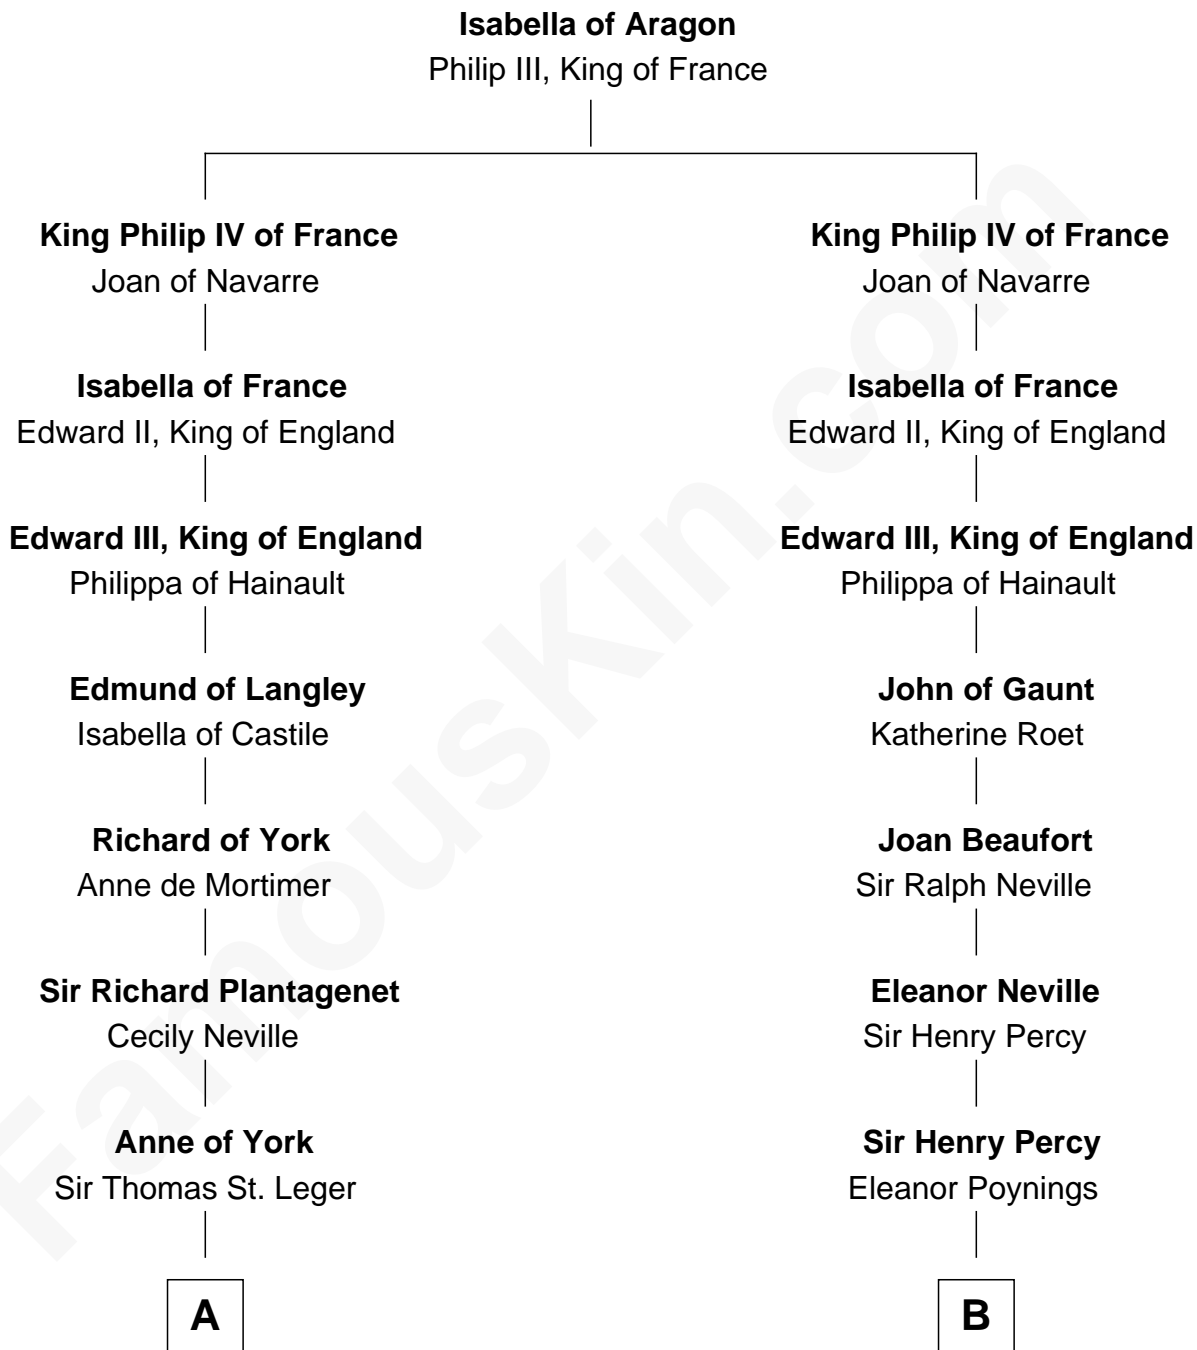 Isabella of Aragon
Philip III, King of France
King Philip IV of France
Joan of Navarre
King Philip IV of France
Joan of Navarre
Isabella of France
Edward II, King of England
Isabella of France
Edward II, King of England
Edward III, King of England
Philippa of Hainault
Edward III, King of England
Philippa of Hainault
Edmund of Langley
Isabella of Castile
John of Gaunt
Katherine Roet
Richard of York
Anne de Mortimer
Joan Beaufort
Sir Ralph Neville
Sir Richard Plantagenet
Cecily Neville
Eleanor Neville
Sir Henry Percy
Anne of York
Sir Thomas St. Leger
Sir Henry Percy
Eleanor Poynings
A
B
FamousKin.com